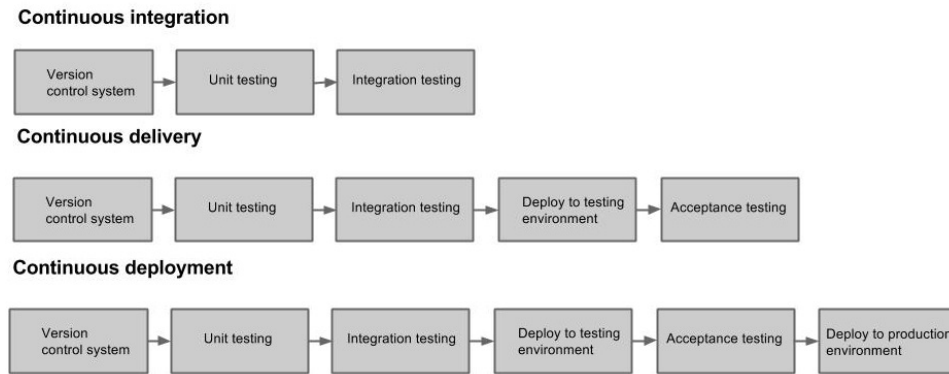 Continuous integration
Version
control system
Unit testing
Integration testing
Continuous delivery
Version
control system
Unit testing
Integration testing
Deploy to testing
environment
Acceptance testing
Continuous deployment
Version
control system
Unit testing
Integration testing
Deploy to testing
environment
Acceptance testing
Deploy to production
environment